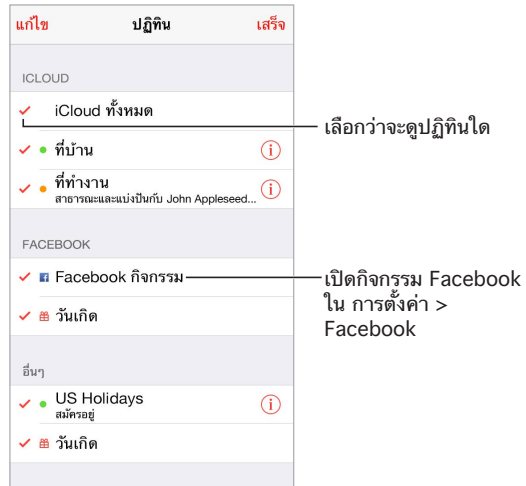 แก้ไข ปฏิทิน เสร็จ
ICLOUD
iCloud ทั้งหมด
ที่บ้าน
ที่ทำงาน
สาธารณะและแบ่งปันกับ John Appleseed...
FACEBOOK
Facebook กิจกรรม
วันเกิด
อื่นๆ
US Holidays
สมัครอยู่
วันเกิด
เลือกว่าจะดูปฏิทินใด
เปิดกิจกรรม Facebook
ใน การตั้งค่า >
Facebook